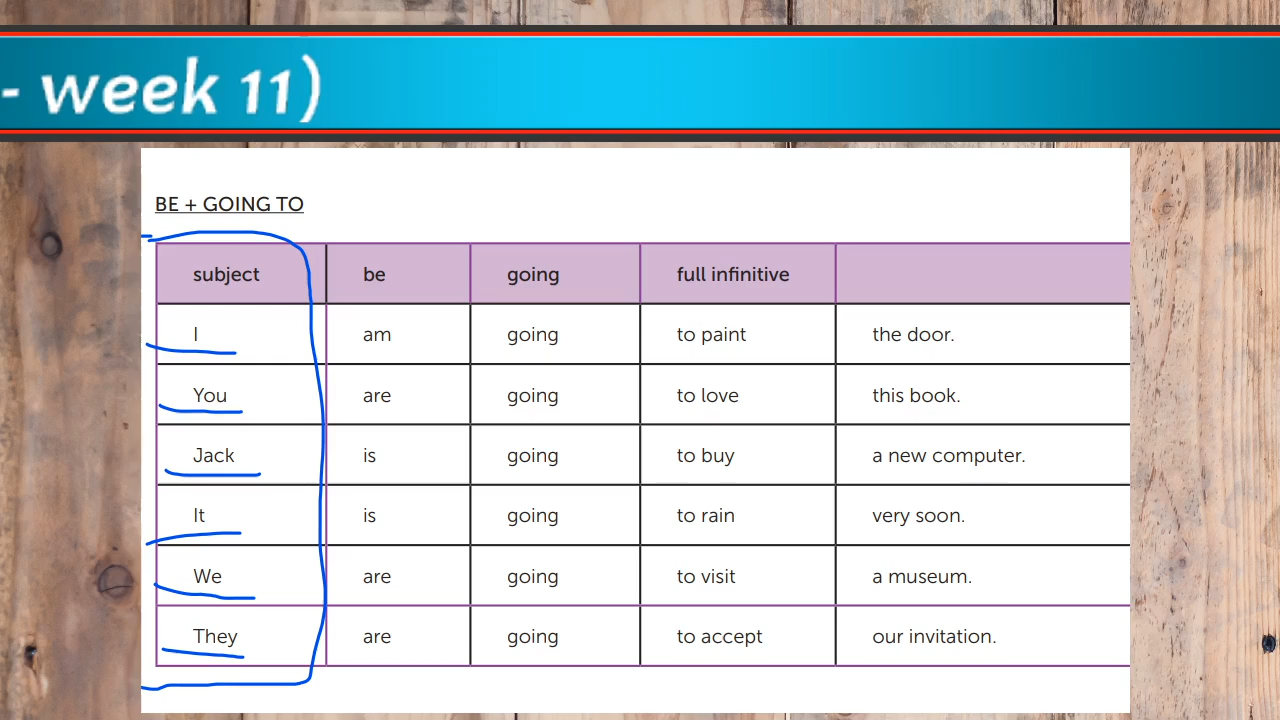 - week 11)
BE + GOING TO
subject be going full infinitive
I am going to paint the door.
You are going to love this book.
Jack is going to buy a new computer.
It is going to rain very soon.
We are going to visit a museum.
They are going to accept our invitation.